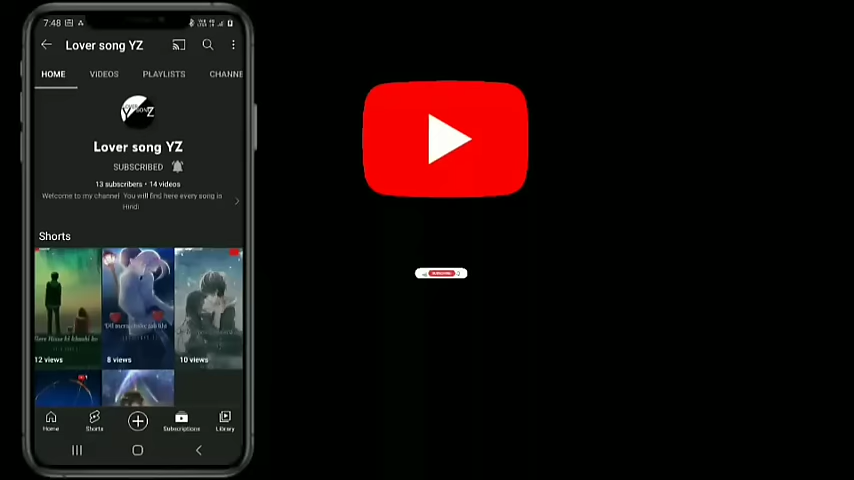 7:48
Lover song YZ
HOME VIDEOS PLAYLISTS CHANNE
Lover song YZ
SUBSCRIBED
13 subscribers • 14 videos
Welcome to my channel You will find here every song is
Hindi
Shorts
12 views
8 views
10 views
Home
Shorts
Subscriptions
Library